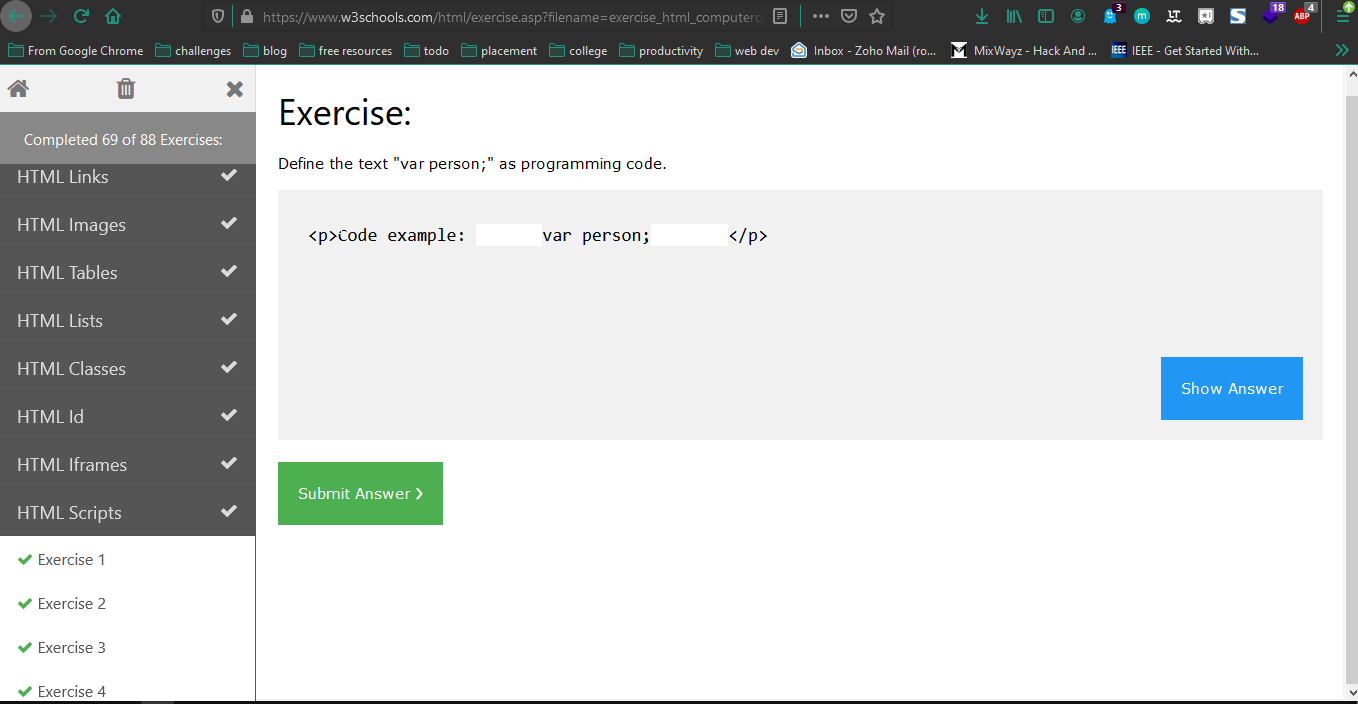 https://www.w3schools.com/html/exercise.asp?filename=exercise_html_computerc
3
m
LT
S
18
ABP
4
From Google Chrome challenges blog free resources todo placement college productivity web dev Inbox - Zoho Mail (ro... MixWayz - Hack And ... IEEE IEEE - Get Started With...
Completed 69 of 88 Exercises:
HTML Links
HTML Images
HTML Tables
HTML Lists
HTML Classes
HTML Id
HTML Iframes
HTML Scripts
Exercise 1
Exercise 2
Exercise 3
Exercise 4
Exercise:
Define the text "var person;" as programming code.
<p>Code example: var person; </p>
Show Answer
Submit Answer ❯